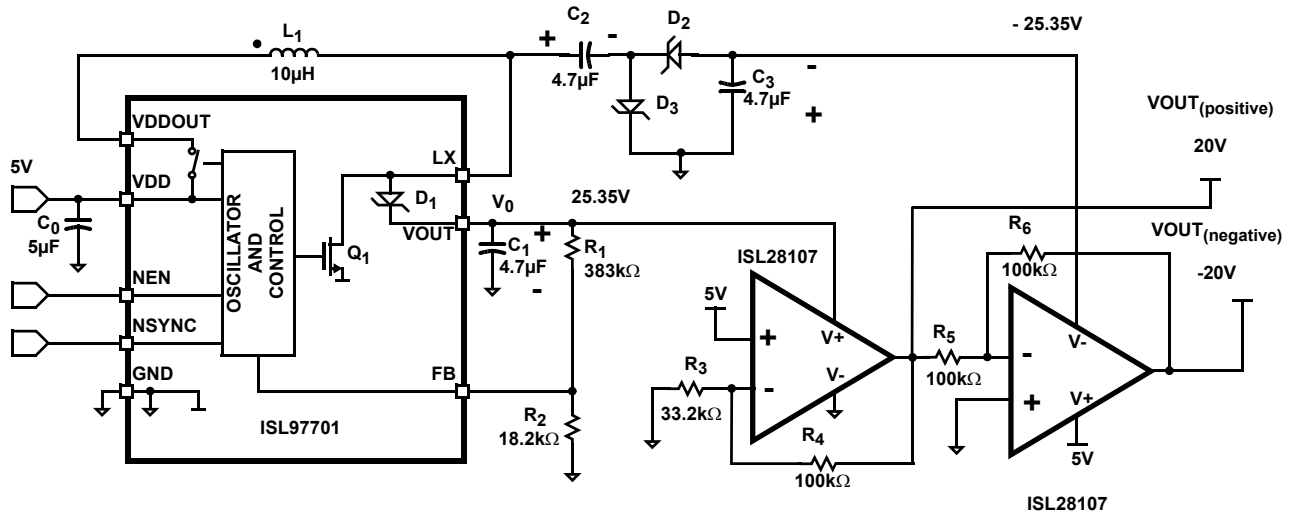 L1
10µH
C2
+
-
4.7µF
D2
- 25.35V
D3
C3
4.7µF
-
+
VOUT(positive)
20V
VOUT(negative)
-20V
5V
C0
5µF
VDDOUT
VDD
NEN
NSYNC
GND
OSCILLATOR
AND
CONTROL
Q1
D1
LX
VOUT
FB
ISL97701
V0
25.35V
C1
4.7µF
+
-
R1
383kΩ
R2
18.2kΩ
ISL28107
5V
+
-
V+
V-
R3
33.2kΩ
R4
100kΩ
R5
100kΩ
R6
100kΩ
-
+
V-
V+
5V
ISL28107